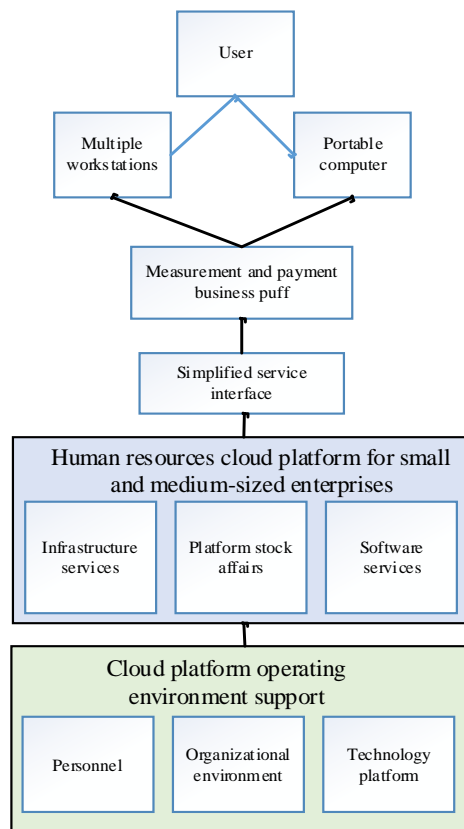 User
Multiple
workstations
Portable
computer
Measurement and payment
business puff
Simplified service
interface
Human resources cloud platform for small
and medium-sized enterprises
Infrastructure
services
Platform stock
affairs
Software
services
Cloud platform operating
environment support
Personnel
Organizational
environment
Technology
platform